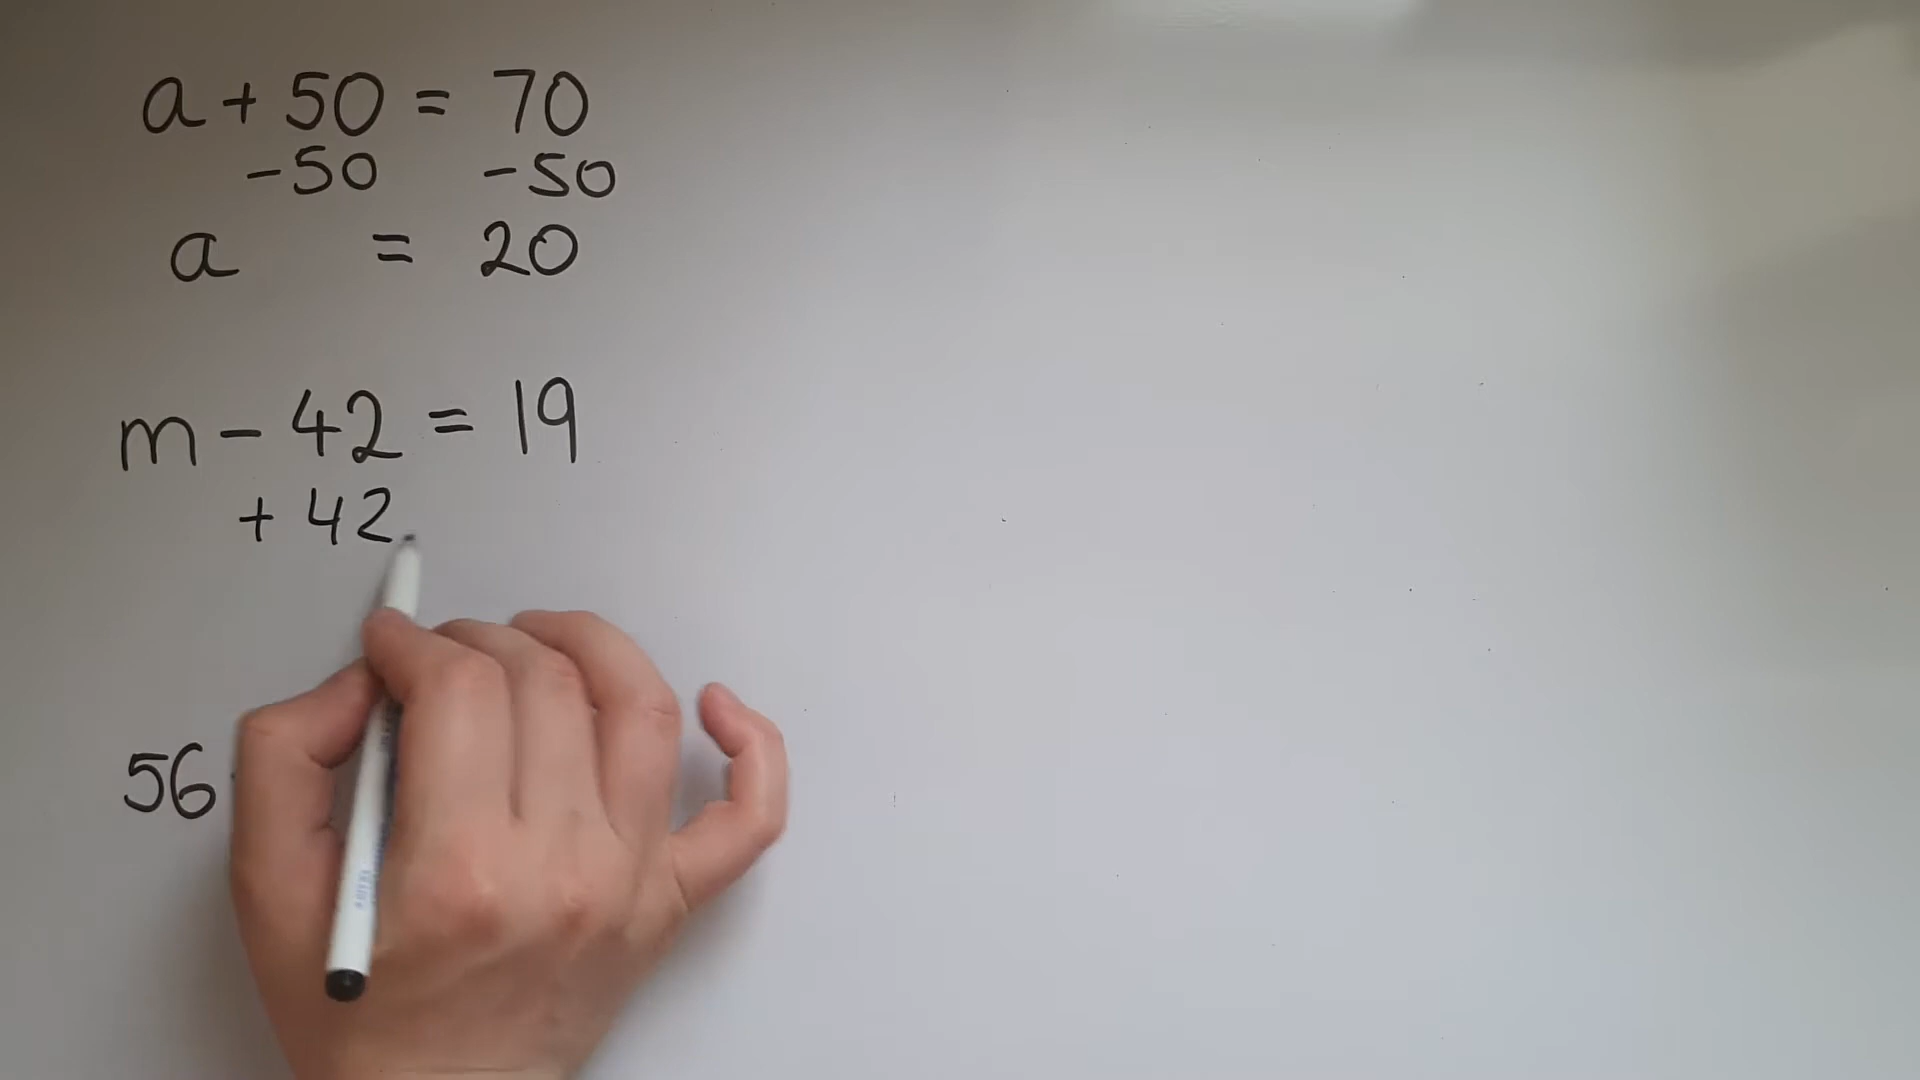 a + 50 = 70
-50 -50
a = 20
m - 42 = 19
+ 42
56